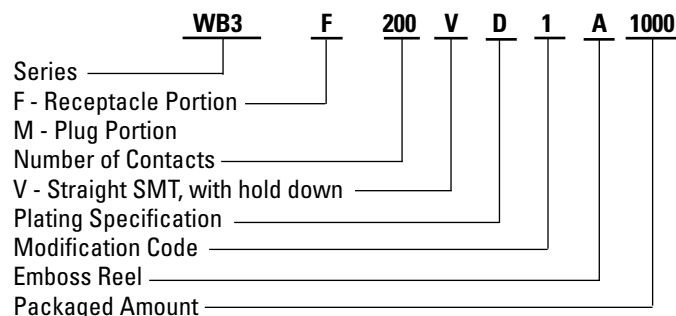 WB3 F 200 V D 1 A 1000
Series
F - Receptacle Portion
M - Plug Portion
Number of Contacts
V - Straight SMT, with hold down
Plating Specification
Modification Code
Emboss Reel
Packaged Amount